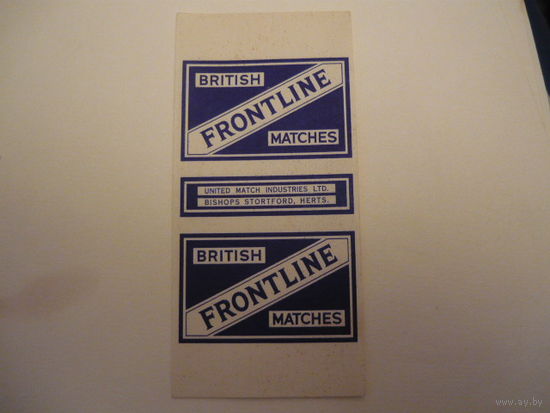 BRITISH
FRONTLINE
MATCHES
UNITED MATCH INDUSTRIES LTD.
BISHOPS STORTFORD, HERTS.
BRITISH
FRONTLINE
MATCHES
www.ay.by